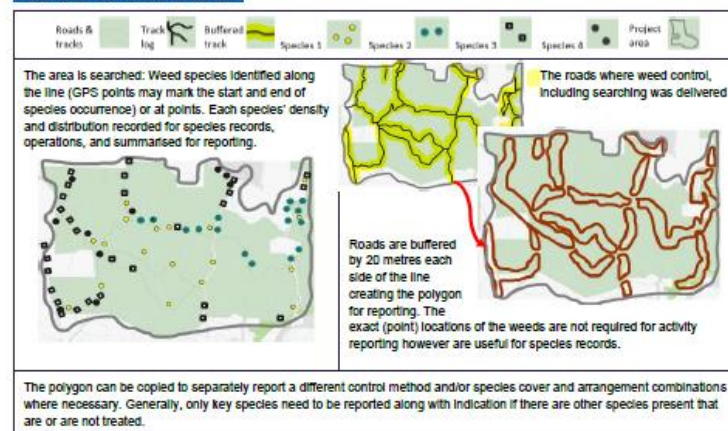 Roads & tracks
Track log
Buffered track
Species 1
Species 2
Species 3
Species 4
Project area
The area is searched: Weed species identified along
the line (GPS points may mark the start and end of
species occurrence) or at points. Each species' density
and distribution recorded for species records,
operations, and summarised for reporting.
The roads where weed control,
including searching was delivered
Roads are buffered
by 20 metres each
side of the line
creating the polygon
for reporting. The
exact (point) locations of the weeds are not required for activity
reporting however are useful for species records.
The polygon can be copied to separately report a different control method and/or species cover and arrangement combinations
where necessary. Generally, only key species need to be reported along with indication if there are other species present that
are or are not treated.